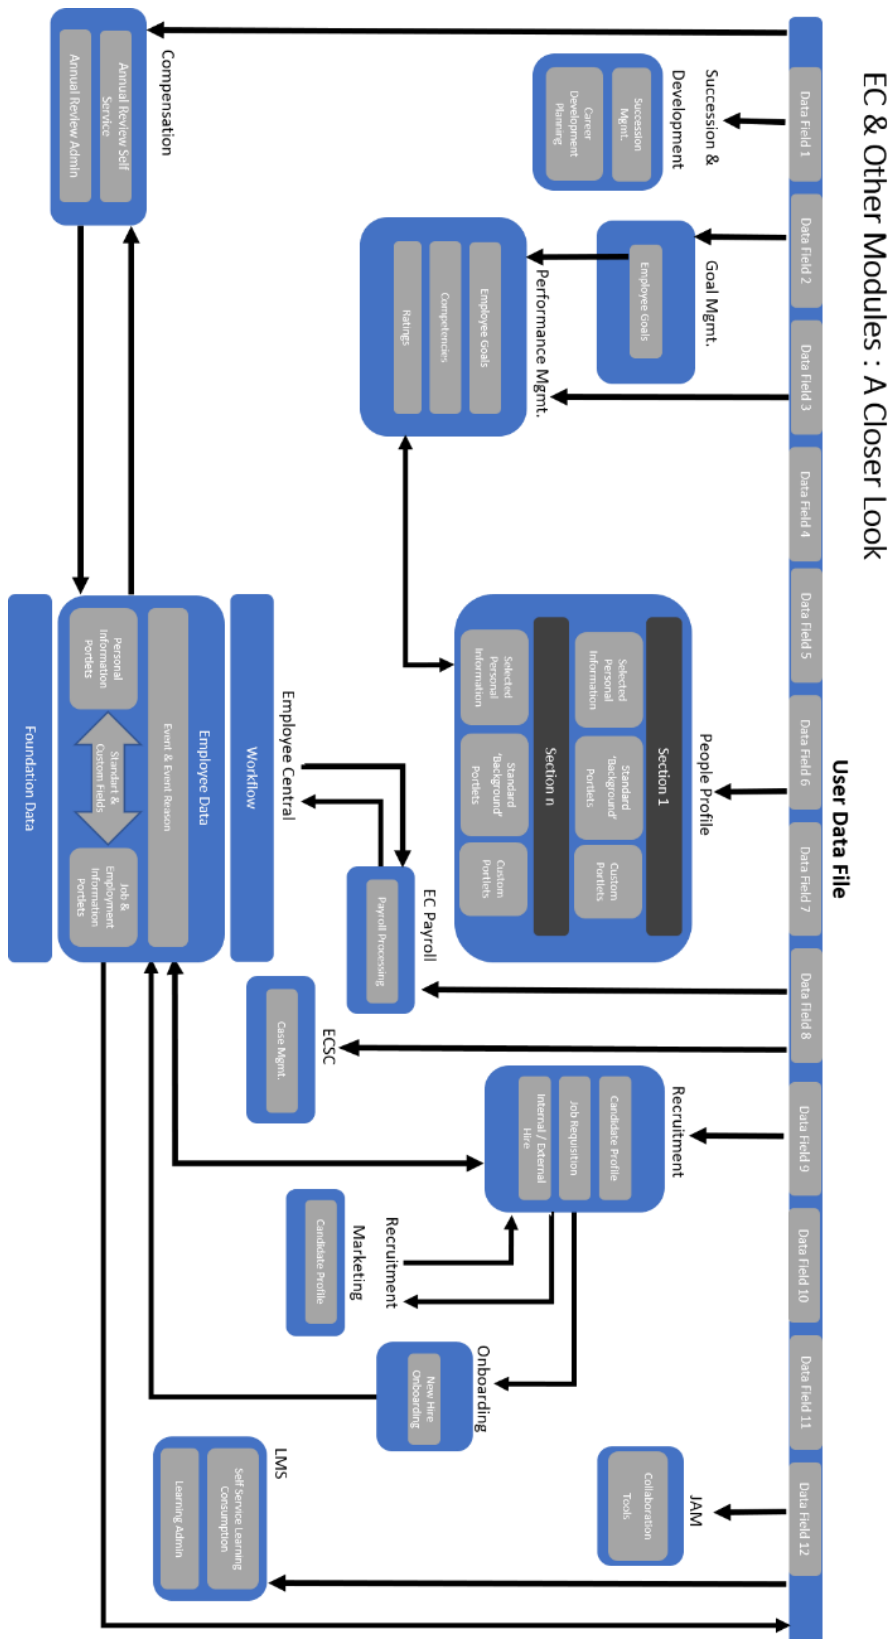 EC & Other Modules : A Closer Look
User Data File
Data Field 1
Data Field 2
Data Field 3
Data Field 4
Data Field 5
Data Field 6
Data Field 7
Data Field 8
Data Field 9
Data Field 10
Data Field 11
Data Field 12
Succession &
Development
Succession
Mgmt.
Career
Development
Planning
Goal Mgmt.
Employee Goals
Performance Mgmt.
Employee Goals
Competencies
Ratings
People Profile
Section 1
Selected
Personal
Information
Standard
'Background'
Portlets
Custom
Portlets
Section n
Selected
Personal
Information
Standard
'Background'
Portlets
Custom
Portlets
Recruitment
Candidate Profile
Job Requisition
Internal / External
Hire
JAM
Collaboration
Tools
EC Payroll
Payroll Processing
ECSC
Case Mgmt.
Recruitment
Marketing
Candidate Profile
Onboarding
New Hire
Onboarding
LMS
Self Service Learning
Consumption
Learning Admin
Compensation
Annual Review Self
Service
Annual Review Admin
Employee Central
Workflow
Employee Data
Event & Event Reason
Personal
Information
Portlets
Standart &
Custom Fields
Job &
Employment
Information
Portlets
Foundation Data